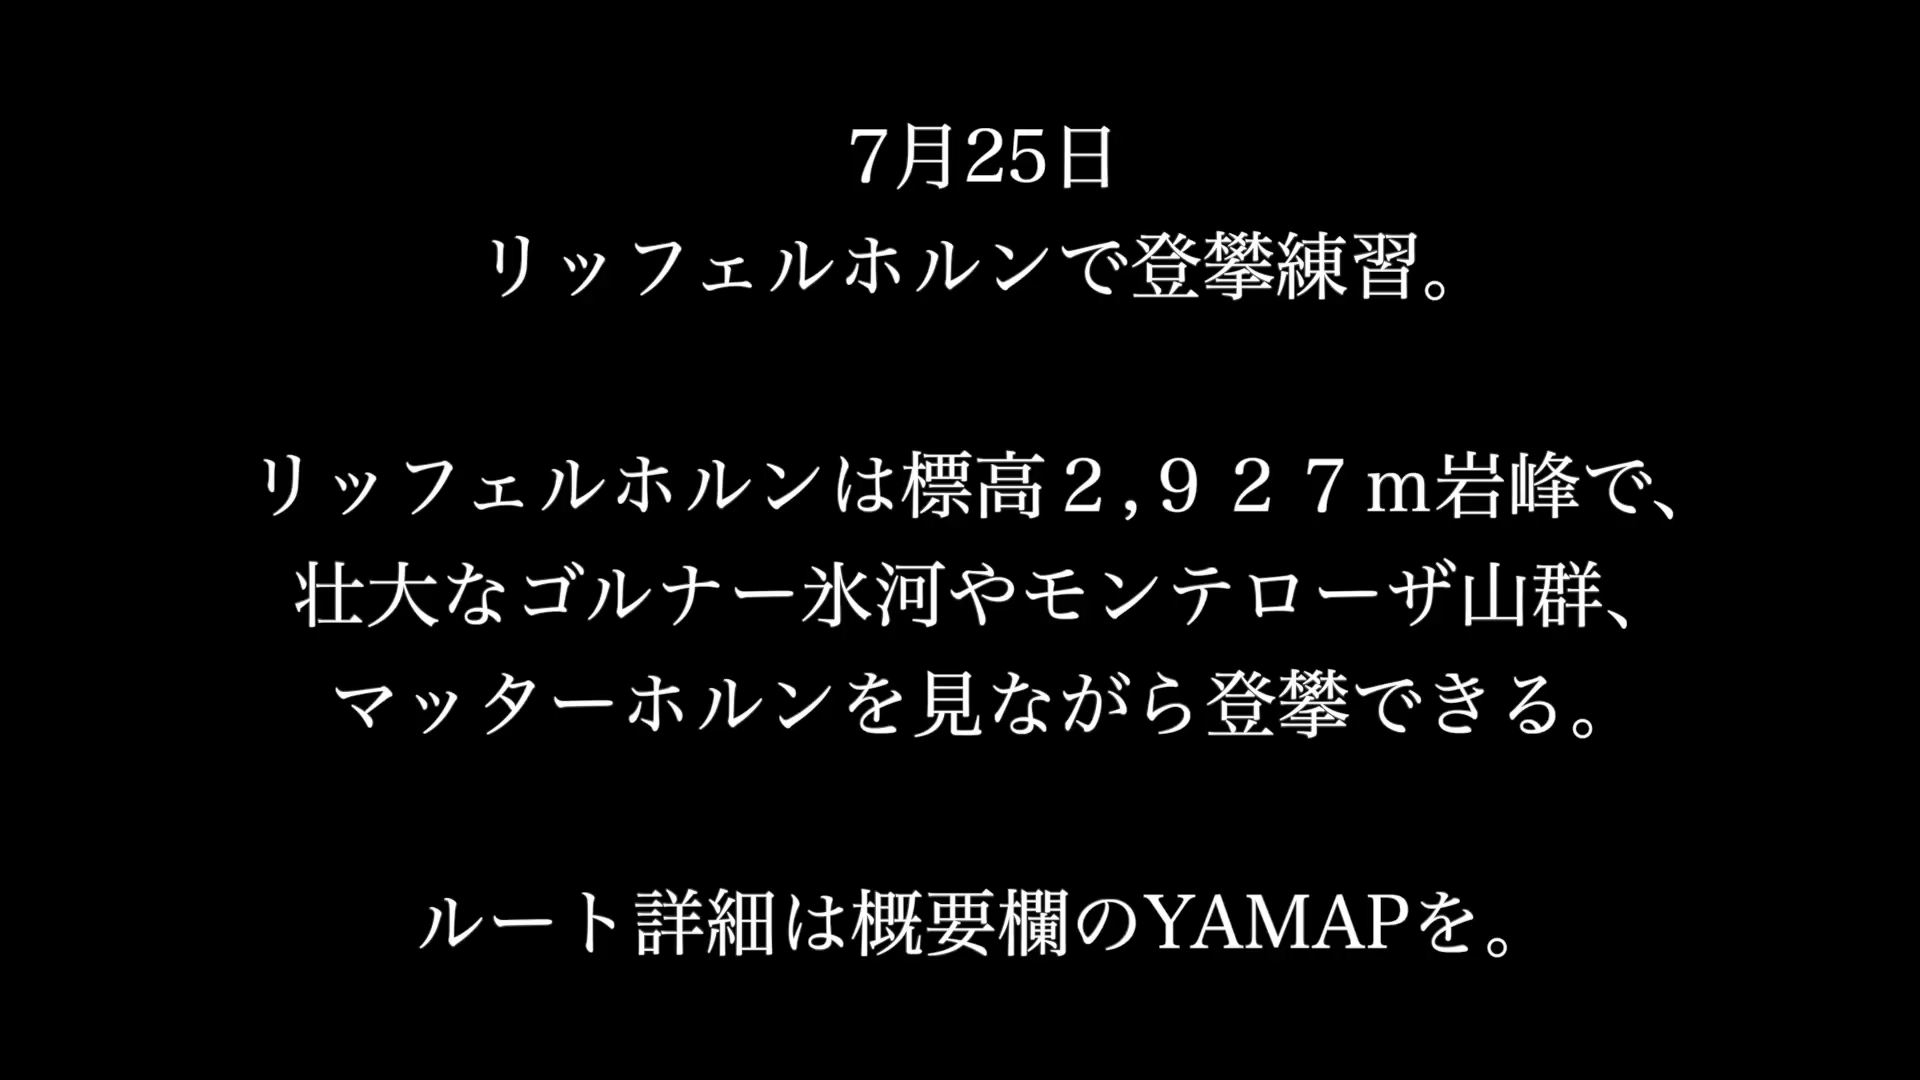 7月25日
リッフェルホルンで登攀練習。
リッフェルホルンは標高２,９２７m岩峰で、
壮大なゴルナー氷河やモンテローザ山群、
マッターホルンを見ながら登攀できる。
ルート詳細は概要欄のYAMAPを。